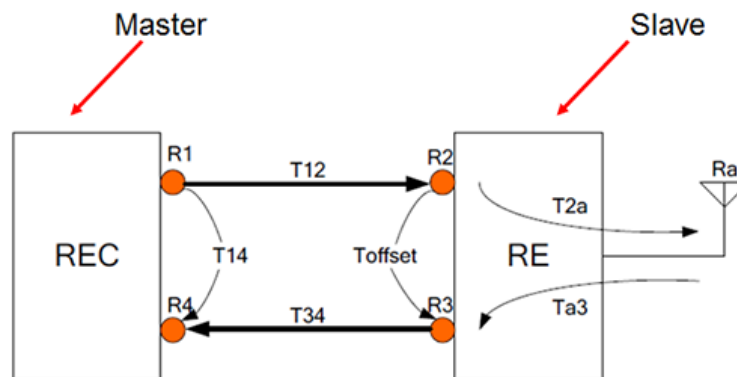 Master
Slave
R1
T12
R2
Ra
T2a
REC
T14
Toffset
RE
R4
T34
R3
Ta3